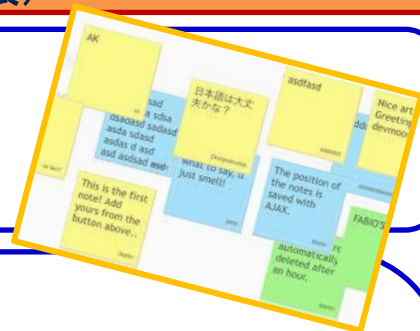 AK
日本語は大丈
夫かな？
asdfasd
Nice art
Greetin
devmoo
sad
sdsa
dsaoasd sadasd
asda sdasd
asdas d asd
asd asdsad asd
what to say, u
just smell!
The position of
the notes is
saved with
AJAX.
This is the first
note! Add
yours from the
button above..
FABIO'S
automatically
deleted after
an hour.